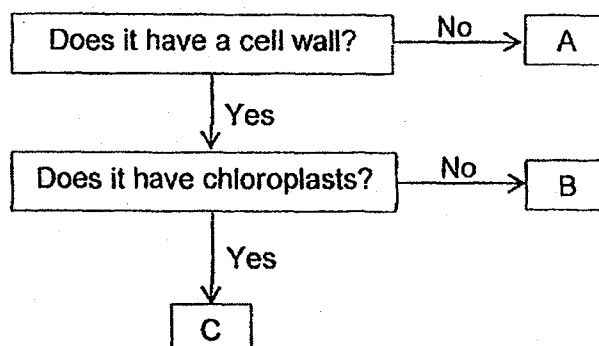 Does it have a cell wall?
No
A
Yes
Does it have chloroplasts?
No
B
Yes
C